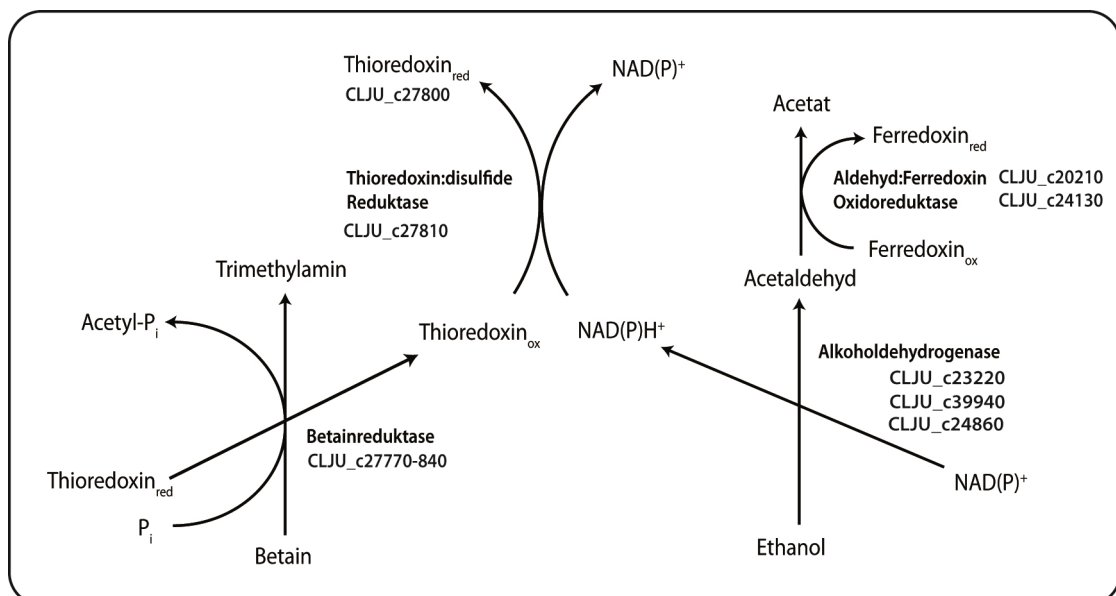 Thioredoxin_red
CLJU_c27800
NAD(P)⁺
Acetat
Ferredoxin_red
Aldehyd:Ferredoxin CLJU_c20210
Oxidoreduktase CLJU_c24130
Ferredoxin_ox
Acetaldehyd
Thioredoxin:disulfide
Reduktase
CLJU_c27810
Trimethylamin
Acetyl-P_i
Thioredoxin_ox
NAD(P)H⁺
Alkoholdehydrogenase
CLJU_c23220
CLJU_c39940
CLJU_c24860
Betainreduktase
CLJU_c27770-840
Thioredoxin_red
NAD(P)⁺
P_i
Betain
Ethanol